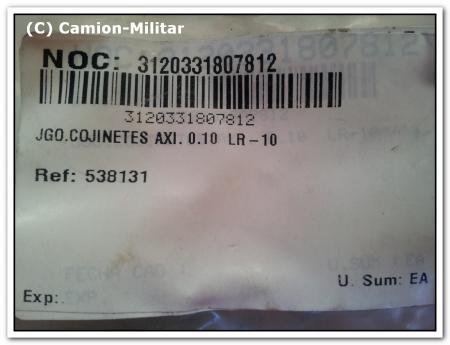 (C) Camion-Militar
NOC: 3120331807812
3120331807812
JGO.COJINETES AXI. 0.10 LR-10
Ref: 538131
U. Sum: EA
Exp: